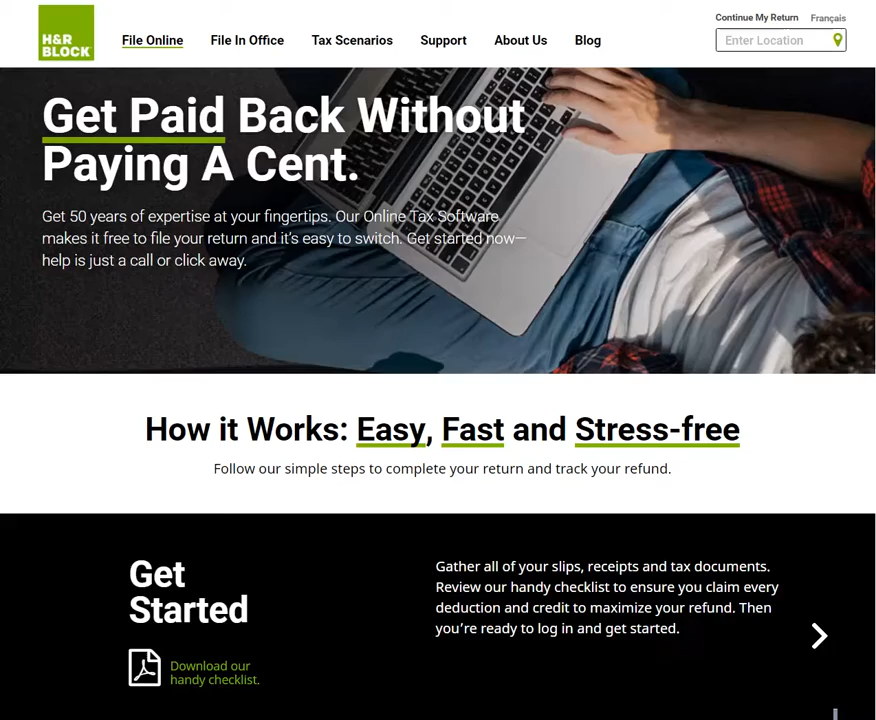 Continue My Return Français
H&R
BLOCK
File Online File In Office Tax Scenarios Support About Us Blog
Enter Location
Get Paid Back Without
Paying A Cent.
Get 50 years of expertise at your fingertips. Our Online Tax Software
makes it free to file your return and it’s easy to switch. Get started now—
help is just a call or click away.
How it Works: Easy, Fast and Stress-free
Follow our simple steps to complete your return and track your refund.
Get
Started
Download our
handy checklist.
Gather all of your slips, receipts and tax documents.
Review our handy checklist to ensure you claim every
deduction and credit to maximize your refund. Then
you’re ready to log in and get started.